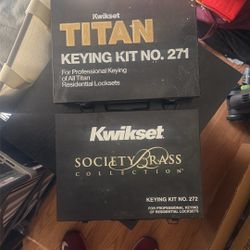 Kwikset
TITAN
KEYING KIT NO. 271
For Professional Keying
of All Titan
Residential Locksets
Kwikset
SOCIETY BRASS
COLLECTION
KEYING KIT NO. 272
FOR PROFESSIONAL KEYING
OF RESIDENTIAL LOCKSETS